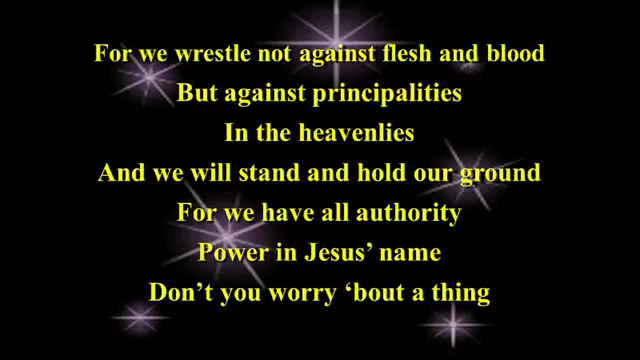 For we wrestle not against flesh and blood
But against principalities
In the heavenlies
And we will stand and hold our ground
For we have all authority
Power in Jesus’ name
Don’t you worry ‘bout a thing